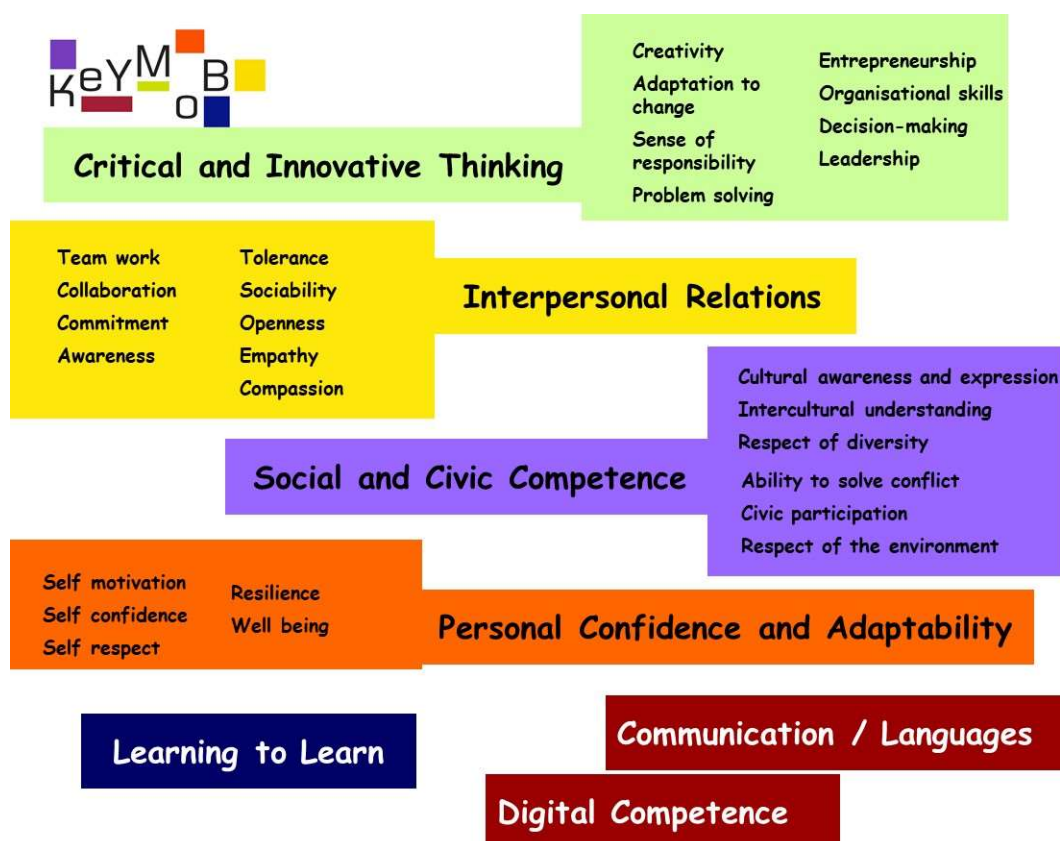 KeYMoB
Creativity
Adaptation to
change
Sense of
responsibility
Problem solving
Entrepreneurship
Organisational skills
Decision-making
Leadership
Critical and Innovative Thinking
Team work
Collaboration
Commitment
Awareness
Tolerance
Sociability
Openness
Empathy
Compassion
Interpersonal Relations
Cultural awareness and expression
Intercultural understanding
Respect of diversity
Ability to solve conflict
Civic participation
Respect of the environment
Social and Civic Competence
Self motivation
Self confidence
Self respect
Resilience
Well being
Personal Confidence and Adaptability
Learning to Learn
Communication / Languages
Digital Competence